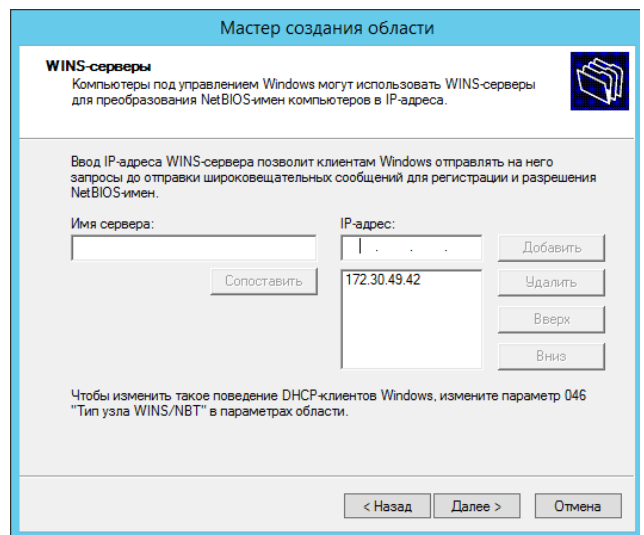 Мастер создания области
WINS-серверы
Компьютеры под управлением Windows могут использовать WINS-серверы
для преобразования NetBIOS-имен компьютеров в IP-адреса.
Ввод IP-адреса WINS-сервера позволит клиентам Windows отправлять на него
запросы до отправки широковещательных сообщений для регистрации и разрешения
NetBIOS-имен.
Имя сервера:
IP-адрес:
. . .
Добавить
Сопоставить
172.30.49.42
Удалить
Вверх
Вниз
Чтобы изменить такое поведение DHCP-клиентов Windows, измените параметр 046
"Тип узла WINS/NBT" в параметрах области.
< Назад
Далее >
Отмена